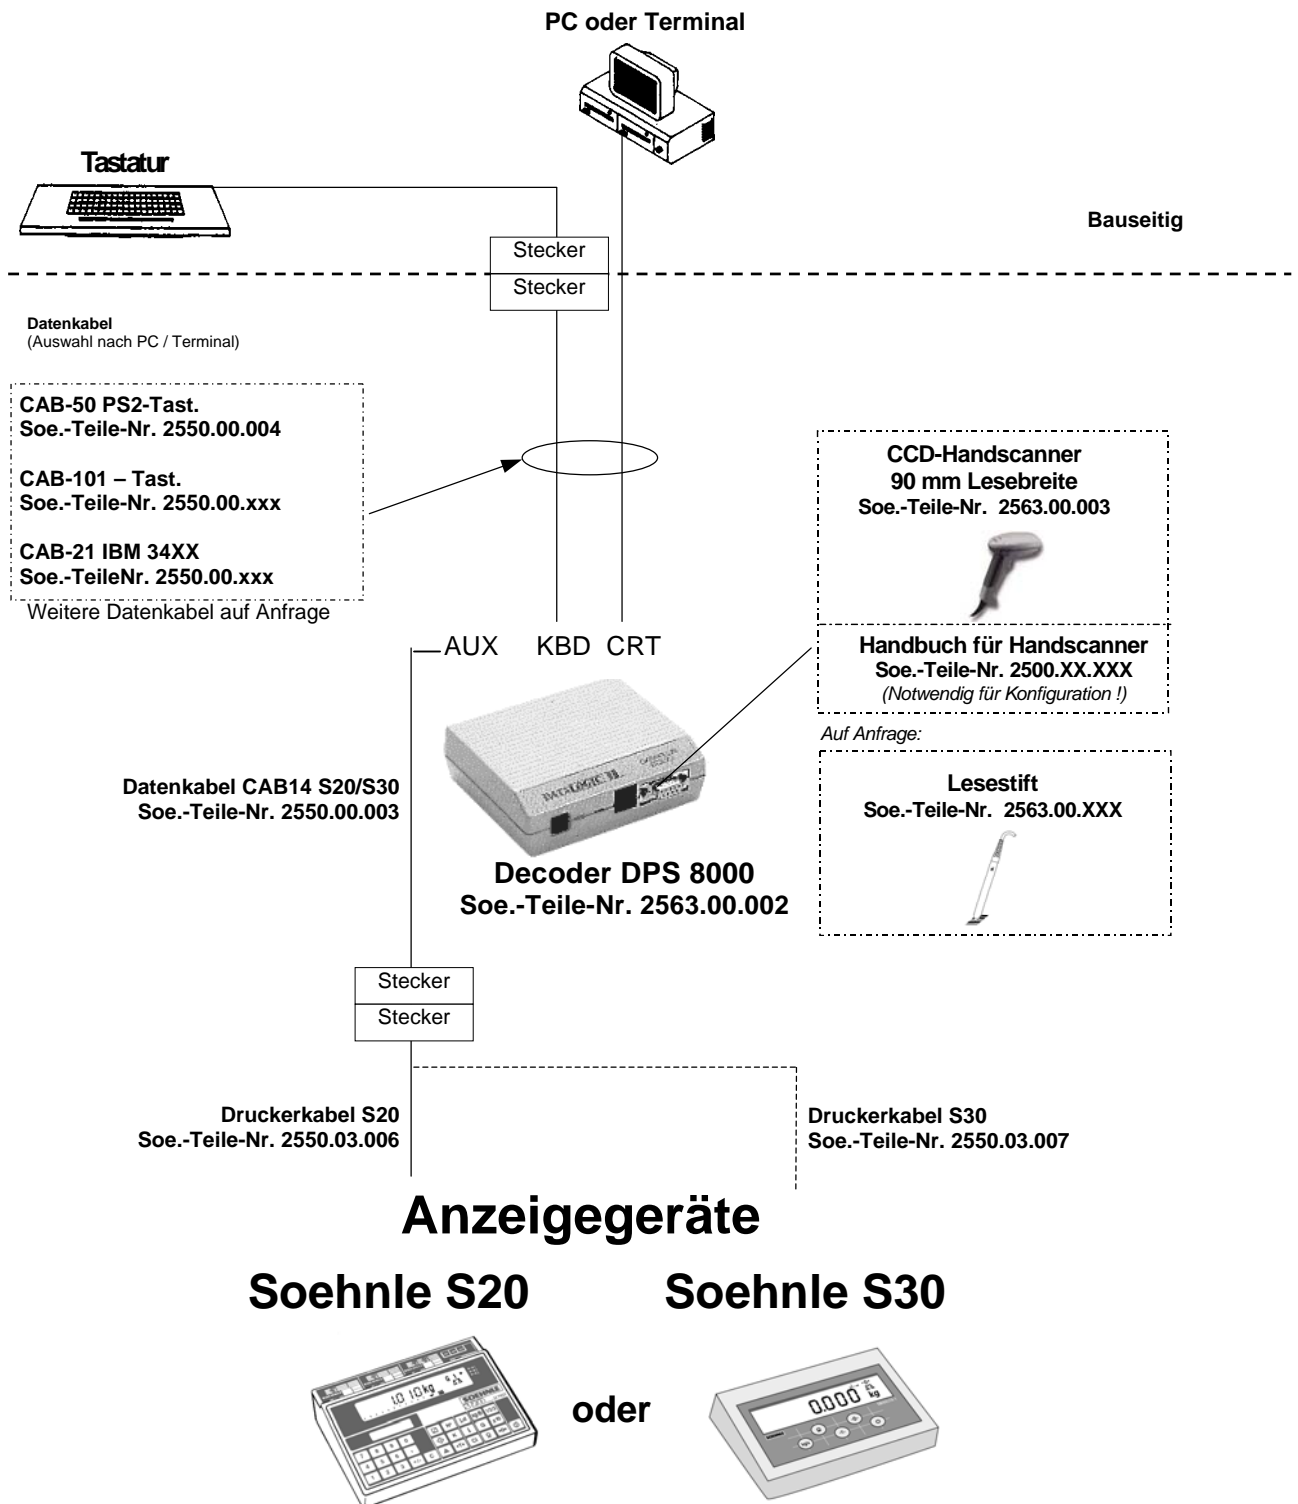 PC oder Terminal
Tastatur
Bauseitig
Stecker
Stecker
Datenkabel
(Auswahl nach PC / Terminal)
CAB-50 PS2-Tast.
Soe.-Teile-Nr. 2550.00.004
CAB-101 – Tast.
Soe.-Teile-Nr. 2550.00.xxx
CAB-21 IBM 34XX
Soe.-TeileNr. 2550.00.xxx
Weitere Datenkabel auf Anfrage
CCD-Handscanner
90 mm Lesebreite
Soe.-Teile-Nr. 2563.00.003
Handbuch für Handscanner
Soe.-Teile-Nr. 2500.XX.XXX
(Notwendig für Konfiguration !)
AUX KBD CRT
Auf Anfrage:
Lesestift
Soe.-Teile-Nr. 2563.00.XXX
Datenkabel CAB14 S20/S30
Soe.-Teile-Nr. 2550.00.003
DATALOGIC
Decoder DPS 8000
Soe.-Teile-Nr. 2563.00.002
Stecker
Stecker
Druckerkabel S20
Soe.-Teile-Nr. 2550.03.006
Druckerkabel S30
Soe.-Teile-Nr. 2550.03.007
Anzeigegeräte
Soehnle S20
Soehnle S30
1.010kg
SOEHNLE
oder
0.000 kg